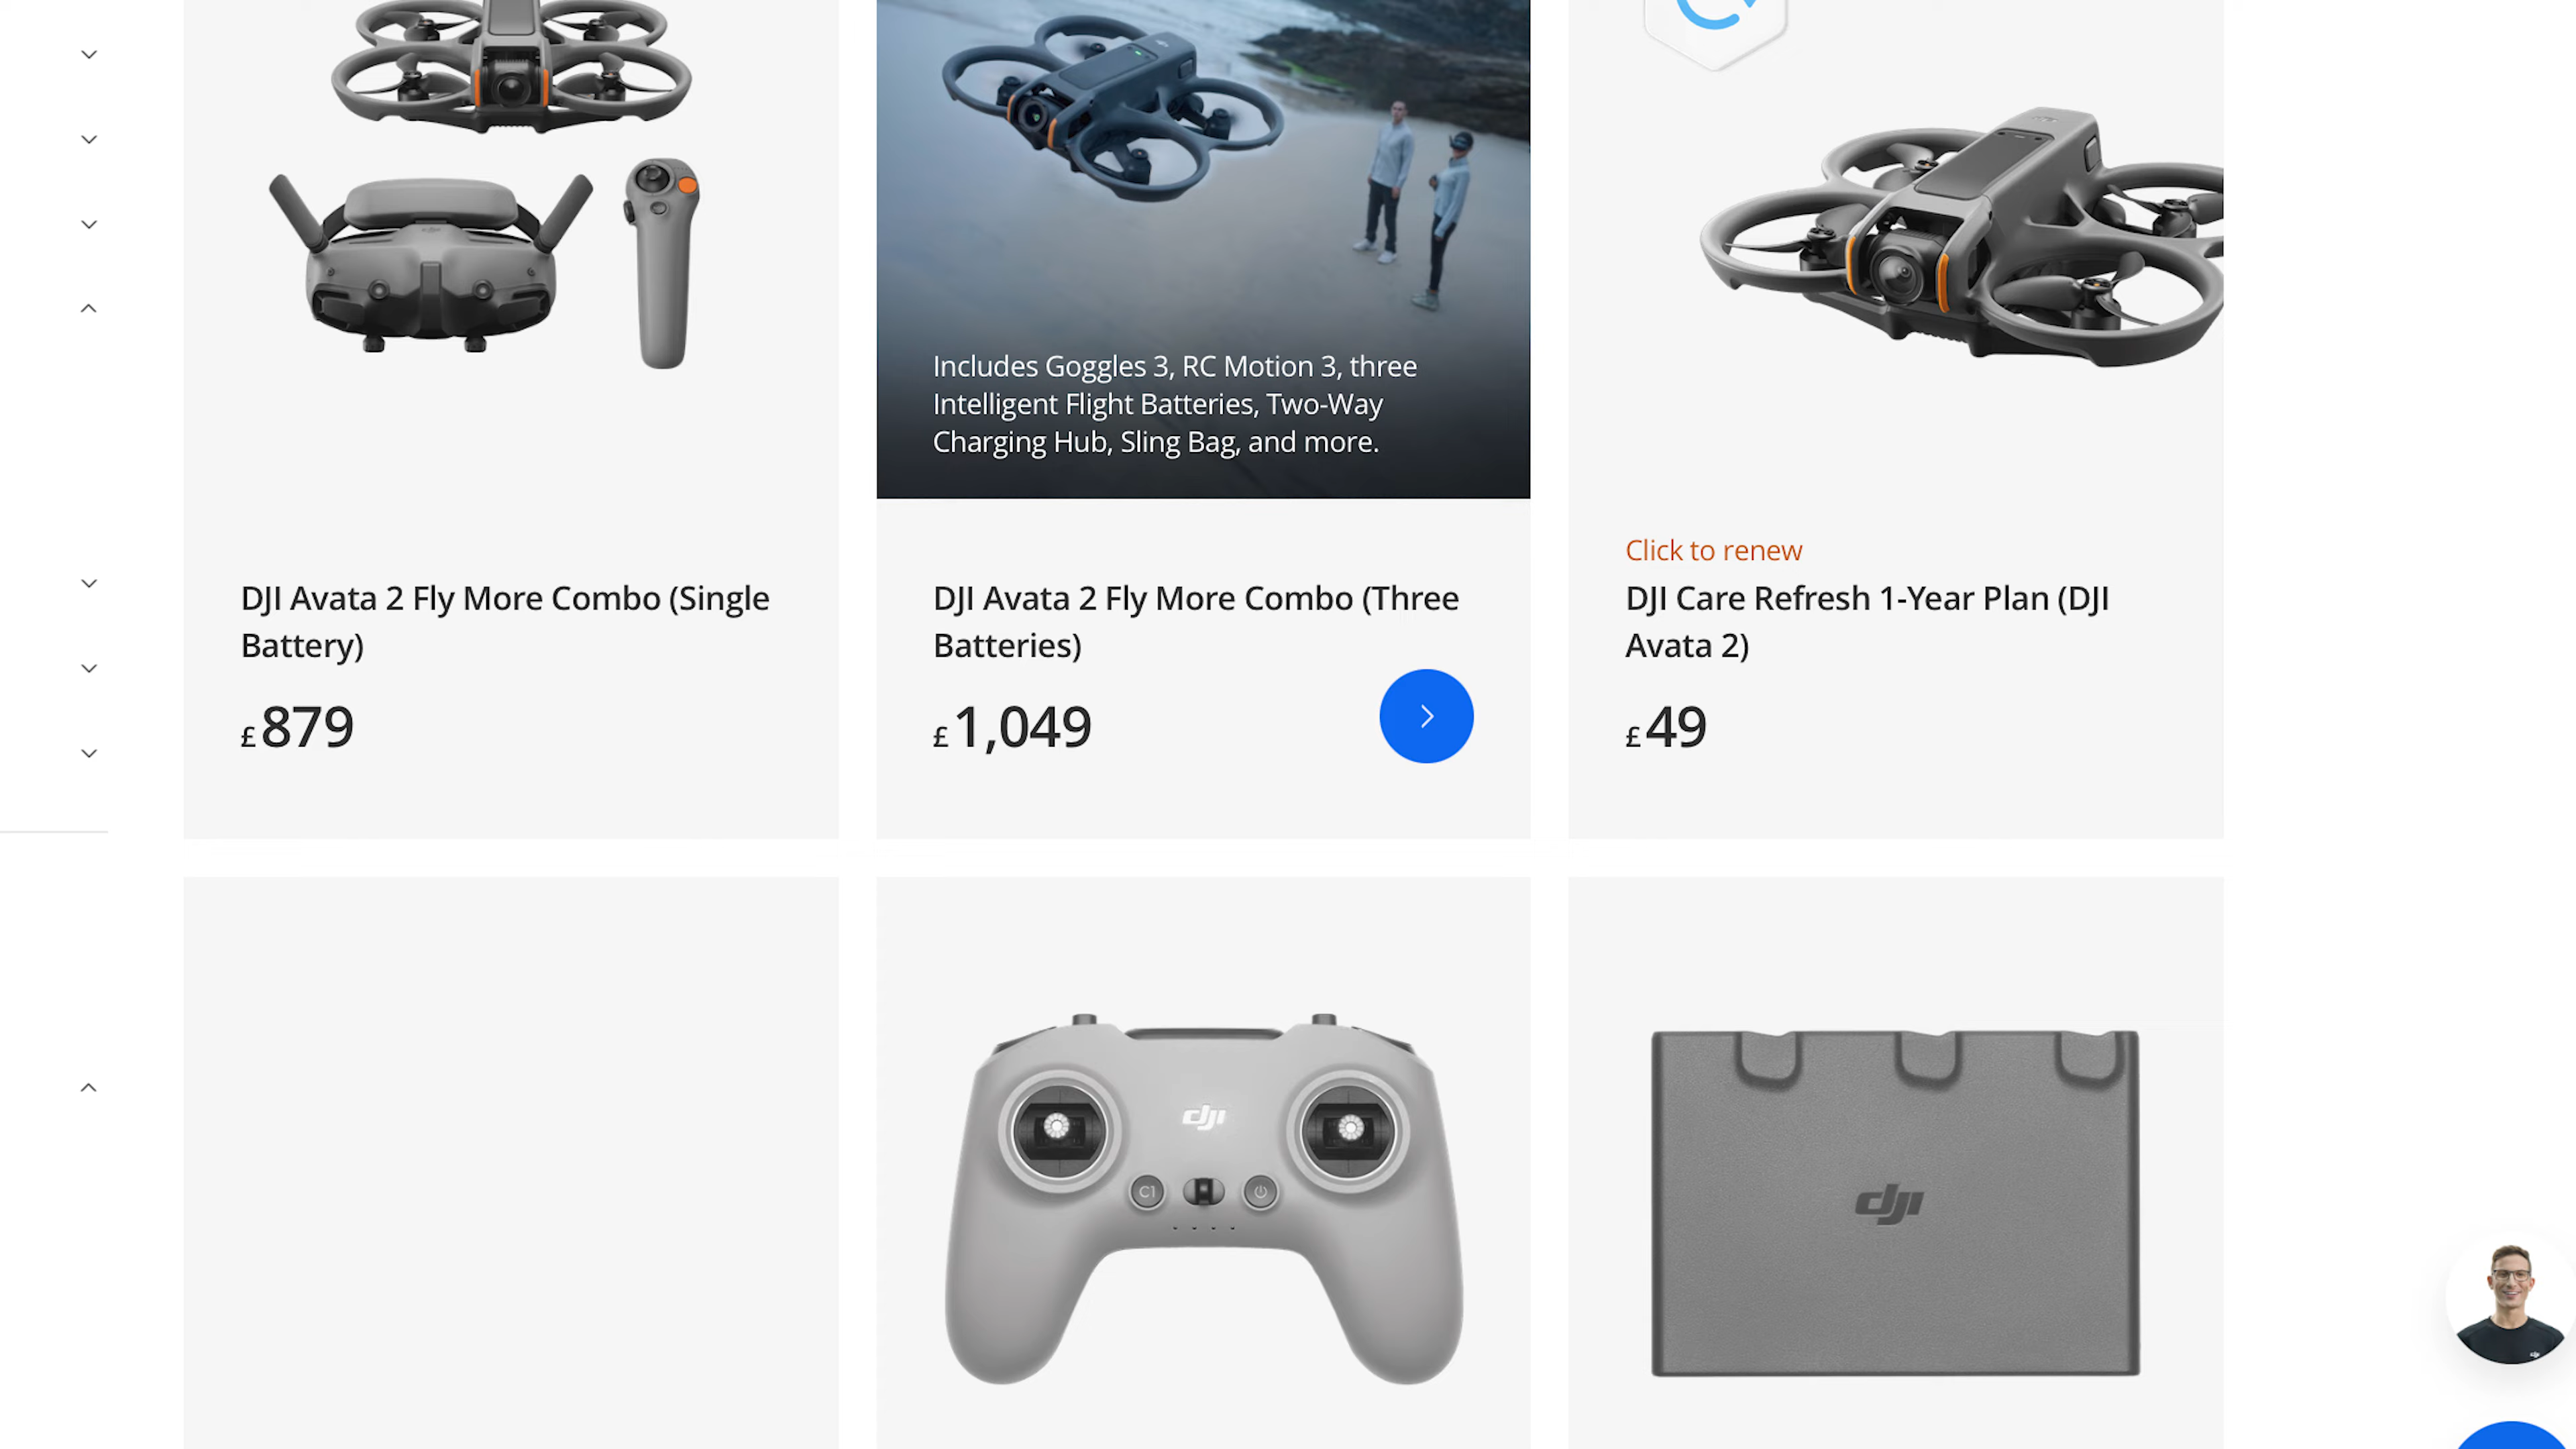 Includes Goggles 3, RC Motion 3, three
Intelligent Flight Batteries, Two-Way
Charging Hub, Sling Bag, and more.
DJI Avata 2 Fly More Combo (Single
Battery)
£879
DJI Avata 2 Fly More Combo (Three
Batteries)
£1,049
Click to renew
DJI Care Refresh 1-Year Plan (DJI
Avata 2)
£49
dji
C1
dji